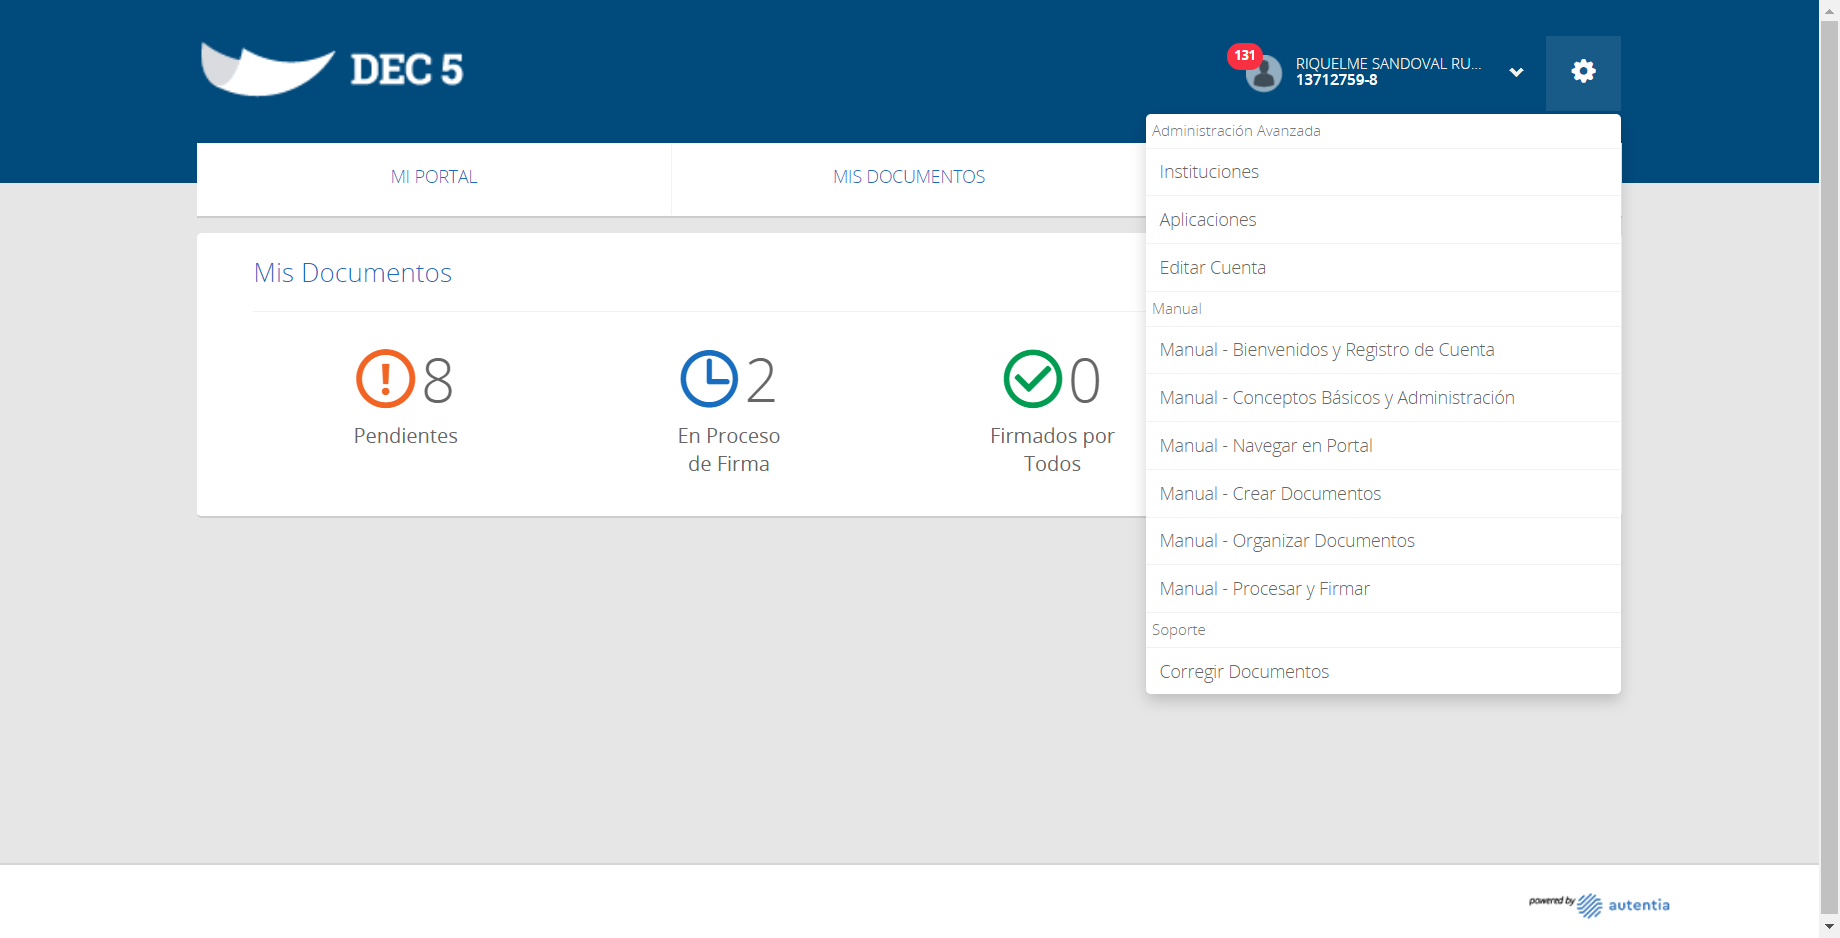 DEC 5
131
RIQUELME SANDOVAL RU...
13712759-8
MI PORTAL
MIS DOCUMENTOS
Administración Avanzada
Instituciones
Aplicaciones
Editar Cuenta
Manual
Manual - Bienvenidos y Registro de Cuenta
Manual - Conceptos Básicos y Administración
Manual - Navegar en Portal
Manual - Crear Documentos
Manual - Organizar Documentos
Manual - Procesar y Firmar
Soporte
Corregir Documentos
Mis Documentos
8
Pendientes
2
En Proceso
de Firma
0
Firmados por
Todos
powered by autentia